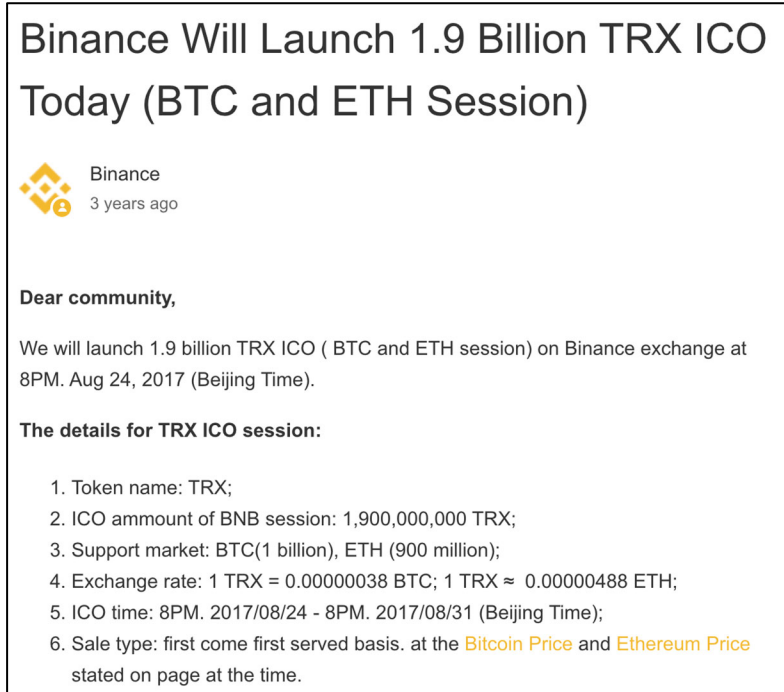 Binance Will Launch 1.9 Billion TRX ICO
Today (BTC and ETH Session)
Binance
3 years ago
Dear community,
We will launch 1.9 billion TRX ICO ( BTC and ETH session) on Binance exchange at
8PM. Aug 24, 2017 (Beijing Time).
The details for TRX ICO session:
1. Token name: TRX;
2. ICO ammount of BNB session: 1,900,000,000 TRX;
3. Support market: BTC(1 billion), ETH (900 million);
4. Exchange rate: 1 TRX = 0.00000038 BTC; 1 TRX ≈ 0.00000488 ETH;
5. ICO time: 8PM. 2017/08/24 - 8PM. 2017/08/31 (Beijing Time);
6. Sale type: first come first served basis. at the Bitcoin Price and Ethereum Price
stated on page at the time.